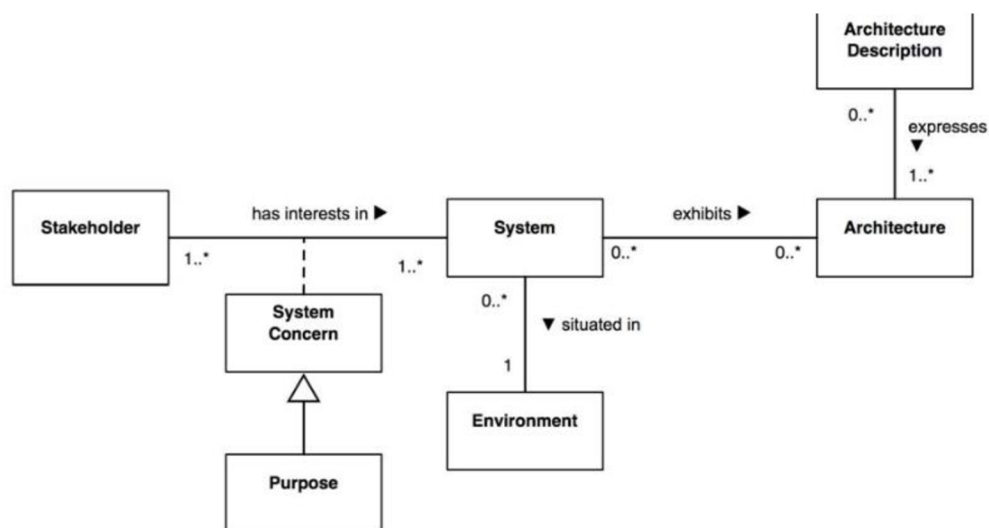 Architecture
Description
0..*
expresses
▼
1..*
Stakeholder
has interests in ▶
System
exhibits ▶
Architecture
1..*
1..*
0..*
0..*
System
Concern
0..*
▼ situated in
1
Environment
Purpose